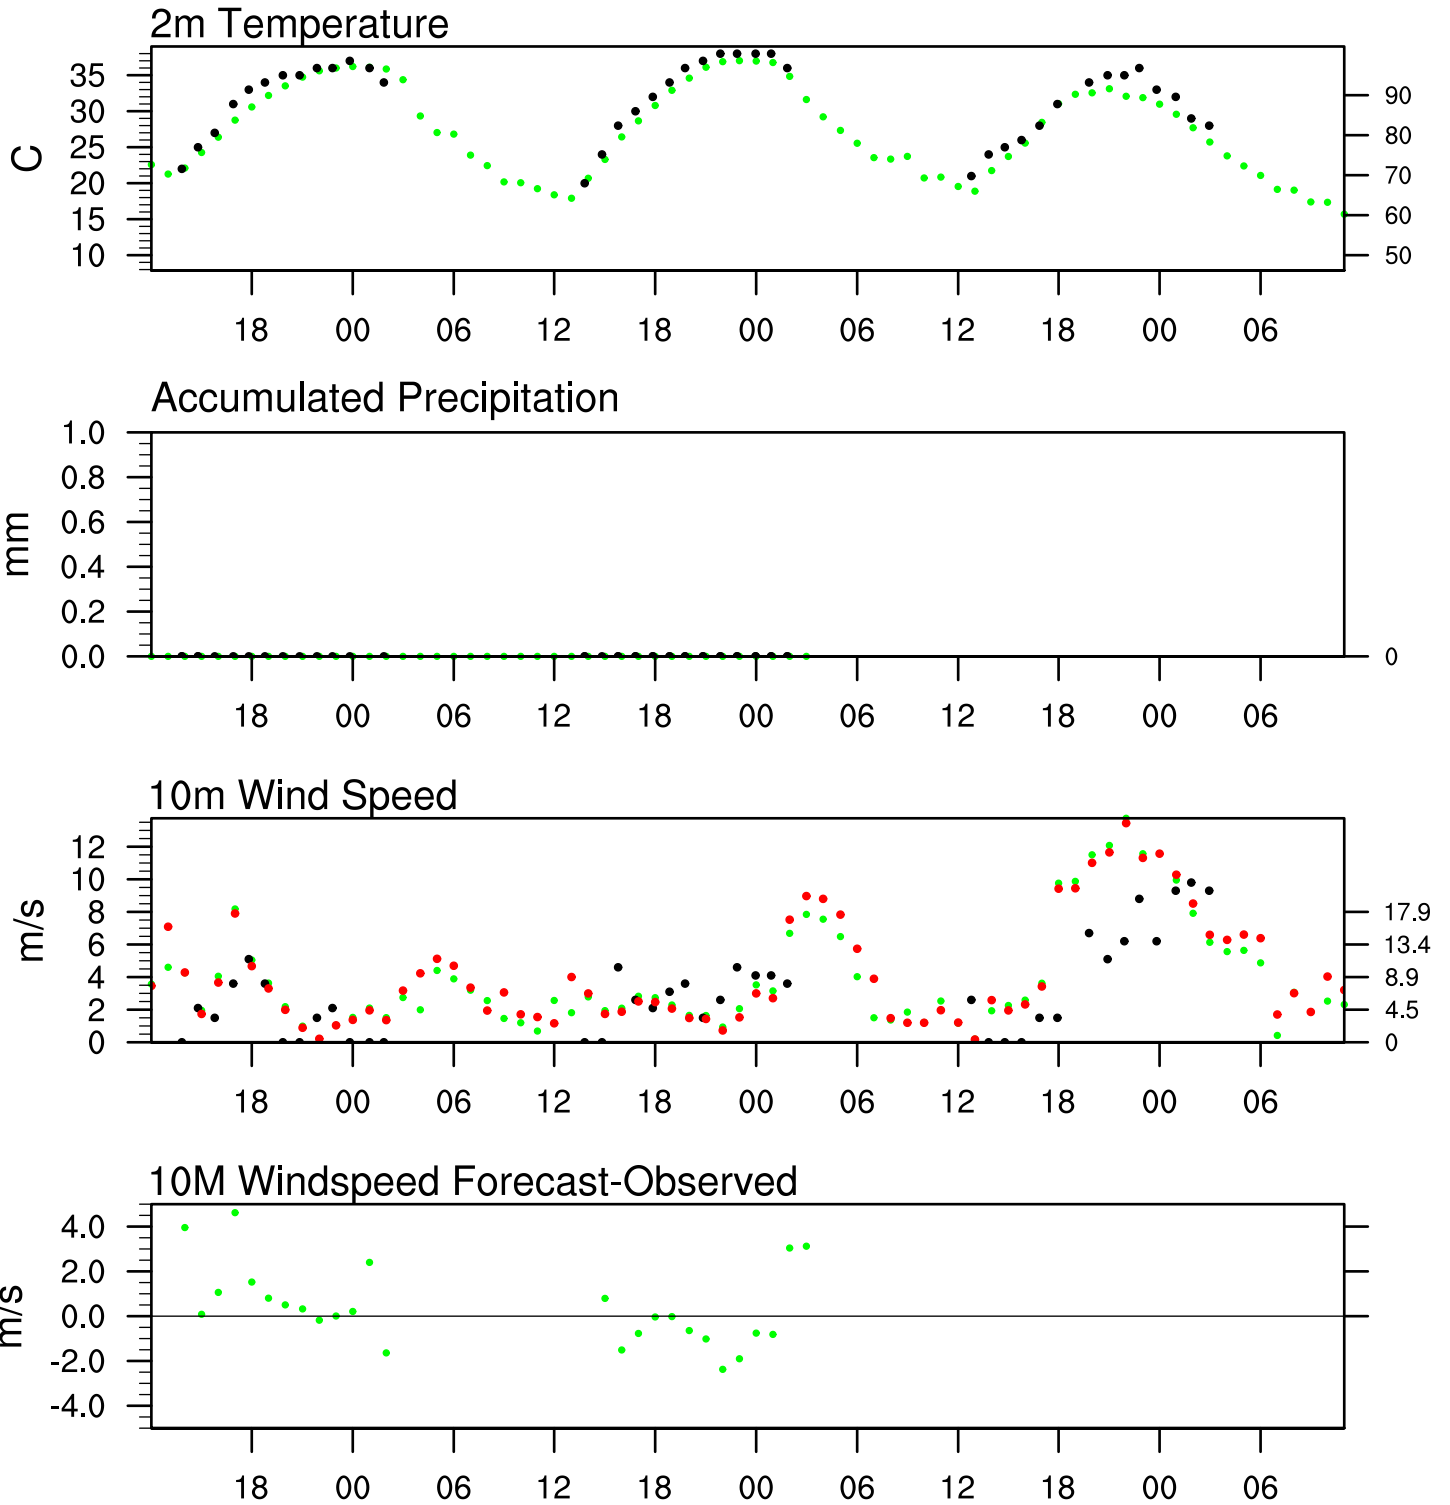 2m Temperature
35
30
25
20
15
10
C
90
80
70
60
50
18 00 06 12 18 00 06 12 18 00 06
Accumulated Precipitation
1.0
0.8
0.6
0.4
0.2
0.0
mm
0
18 00 06 12 18 00 06 12 18 00 06
10m Wind Speed
12
10
8
6
4
2
0
m/s
17.9
13.4
8.9
4.5
0
18 00 06 12 18 00 06 12 18 00 06
10M Windspeed Forecast-Observed
4.0
2.0
0.0
-2.0
-4.0
m/s
18 00 06 12 18 00 06 12 18 00 06